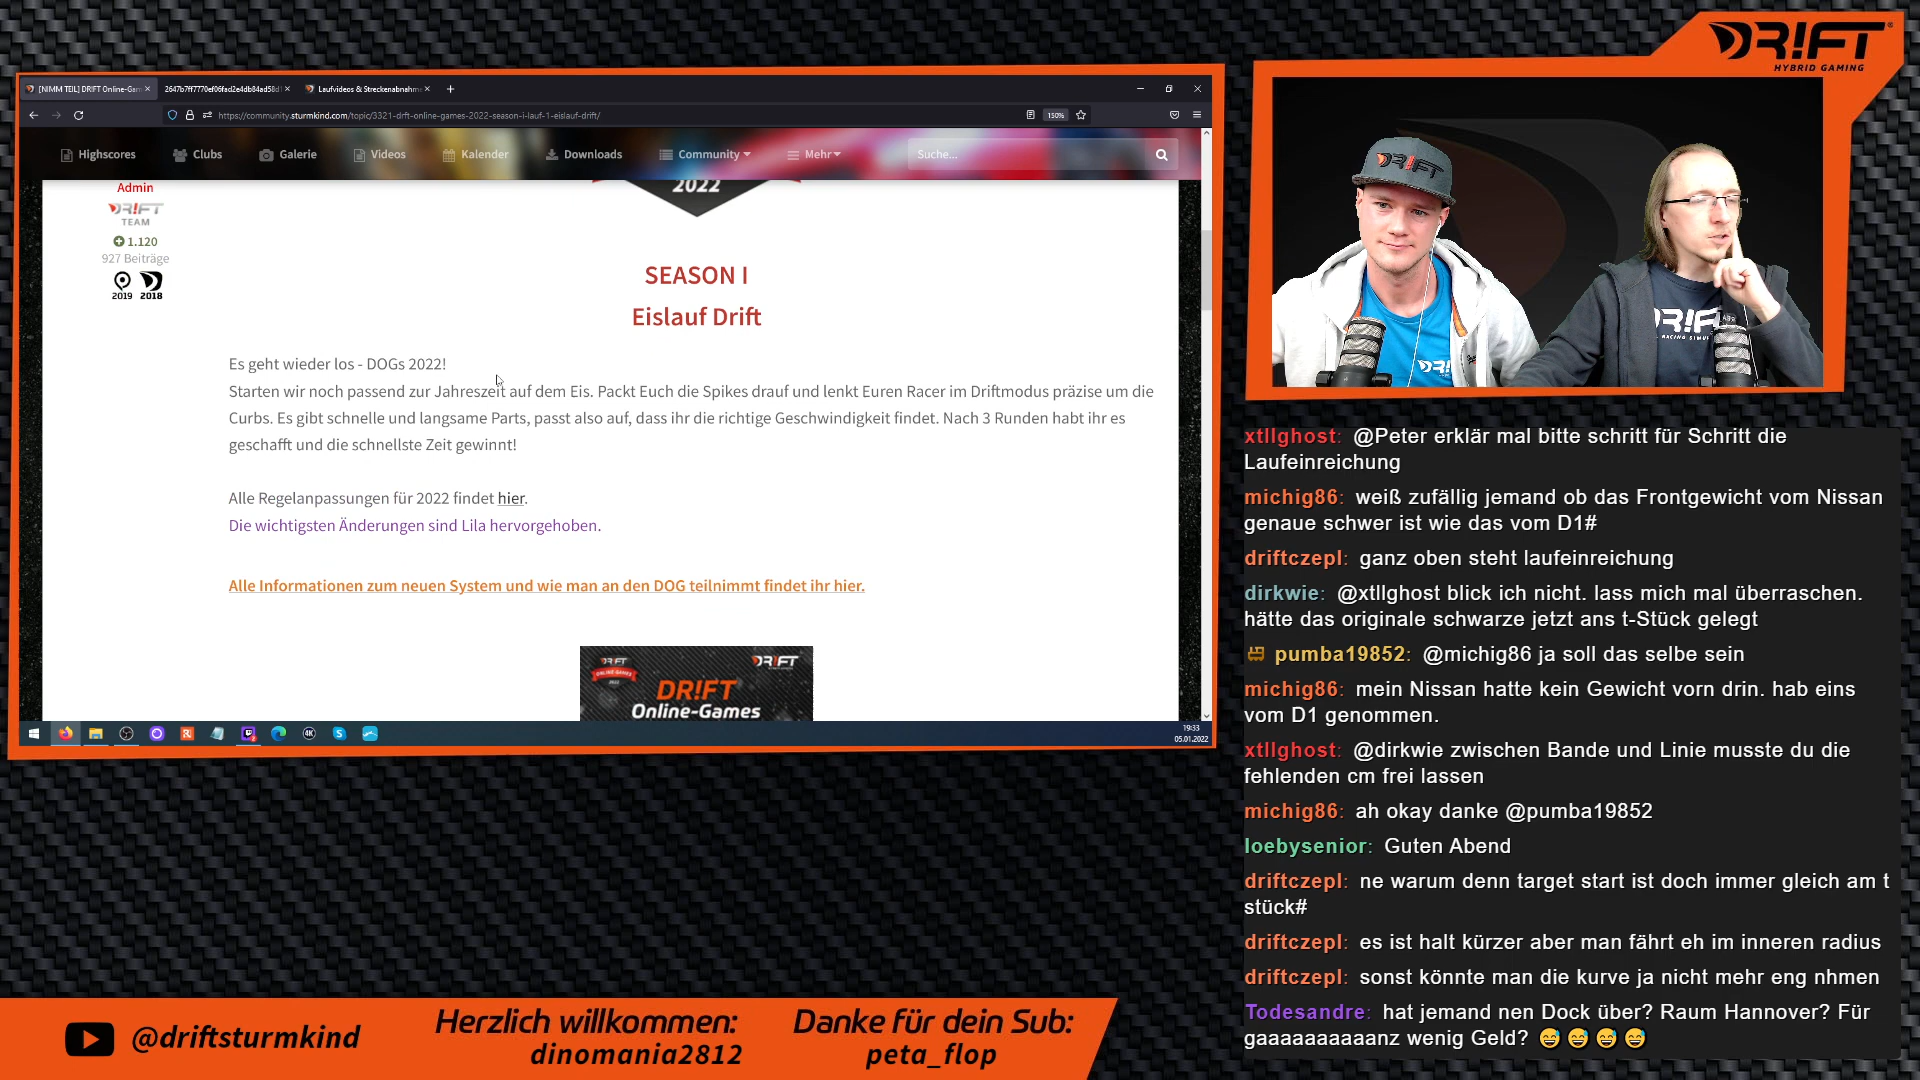 DR!FT
HYBRID GAMING
[NIMM TEIL] DRIFT Online-Gam
Laufvideos & Streckenabnahme
https://community.sturmkind.com/topic/3321-drft-online-games-2022-season-i-lauf-1-eislauf-drift/
150%
Highscores
Clubs
Galerie
Videos
Kalender
Downloads
Community
Mehr
Suche...
Admin
DR!FT
TEAM
1.120
927 Beiträge
2019 2018
2022
SEASON I
Eislauf Drift
Es geht wieder los - DOGs 2022!
Starten wir noch passend zur Jahreszeit auf dem Eis. Packt Euch die Spikes drauf und lenkt Euren Racer im Driftmodus präzise um die
Curbs. Es gibt schnelle und langsame Parts, passt also auf, dass ihr die richtige Geschwindigkeit findet. Nach 3 Runden habt ihr es
geschafft und die schnellste Zeit gewinnt!
Alle Regelanpassungen für 2022 findet hier.
Die wichtigsten Änderungen sind Lila hervorgehoben.
Alle Informationen zum neuen System und wie man an den DOG teilnimmt findet ihr hier.
DR!FT
DR!FT
DR!FT
Online-Games
19:33
05.01.2022
DR!FT
DR!FT
DR!FT
xtllghost: @Peter erklär mal bitte schritt für Schritt die
Laufeinreichung
michig86: weiß zufällig jemand ob das Frontgewicht vom Nissan
genaue schwer ist wie das vom D1#
driftczepl: ganz oben steht laufeinreichung
dirkwie: @xtllghost blick ich nicht. lass mich mal überraschen.
hätte das originale schwarze jetzt ans t-Stück gelegt
pumba19852: @michig86 ja soll das selbe sein
michig86: mein Nissan hatte kein Gewicht vorn drin. hab eins
vom D1 genommen.
xtllghost: @dirkwie zwischen Bande und Linie musste du die
fehlenden cm frei lassen
michig86: ah okay danke @pumba19852
loebysenior: Guten Abend
driftczepl: ne warum denn target start ist doch immer gleich am t
stück#
driftczepl: es ist halt kürzer aber man fährt eh im inneren radius
driftczepl: sonst könnte man die kurve ja nicht mehr eng nhmen
Todesandre: hat jemand nen Dock über? Raum Hannover? Für
gaaaaaaaaaanz wenig Geld? 😅 😅 😅 😅
@driftsturmkind
Herzlich willkommen:
dinomania2812
Danke für dein Sub:
peta_flop